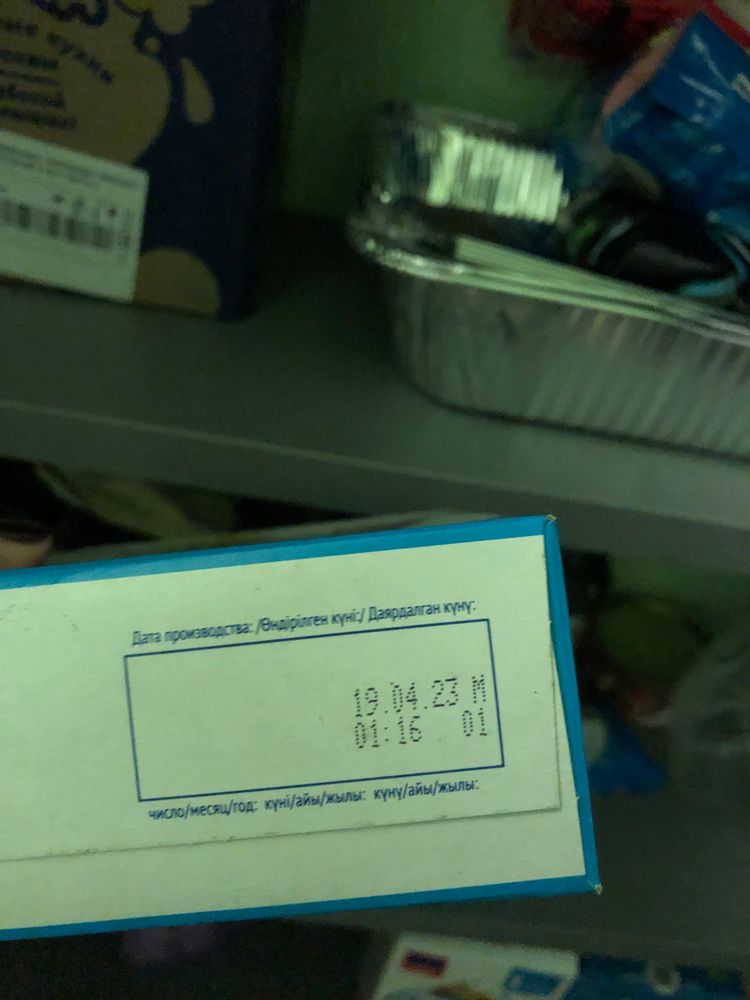 Дата производства: /Өндірілген күні:/ Даярдалган күнү:
19.04.23 M
01:16 01
число/месяц/год: күні/айы/жылы: күнү/айы/жылы: